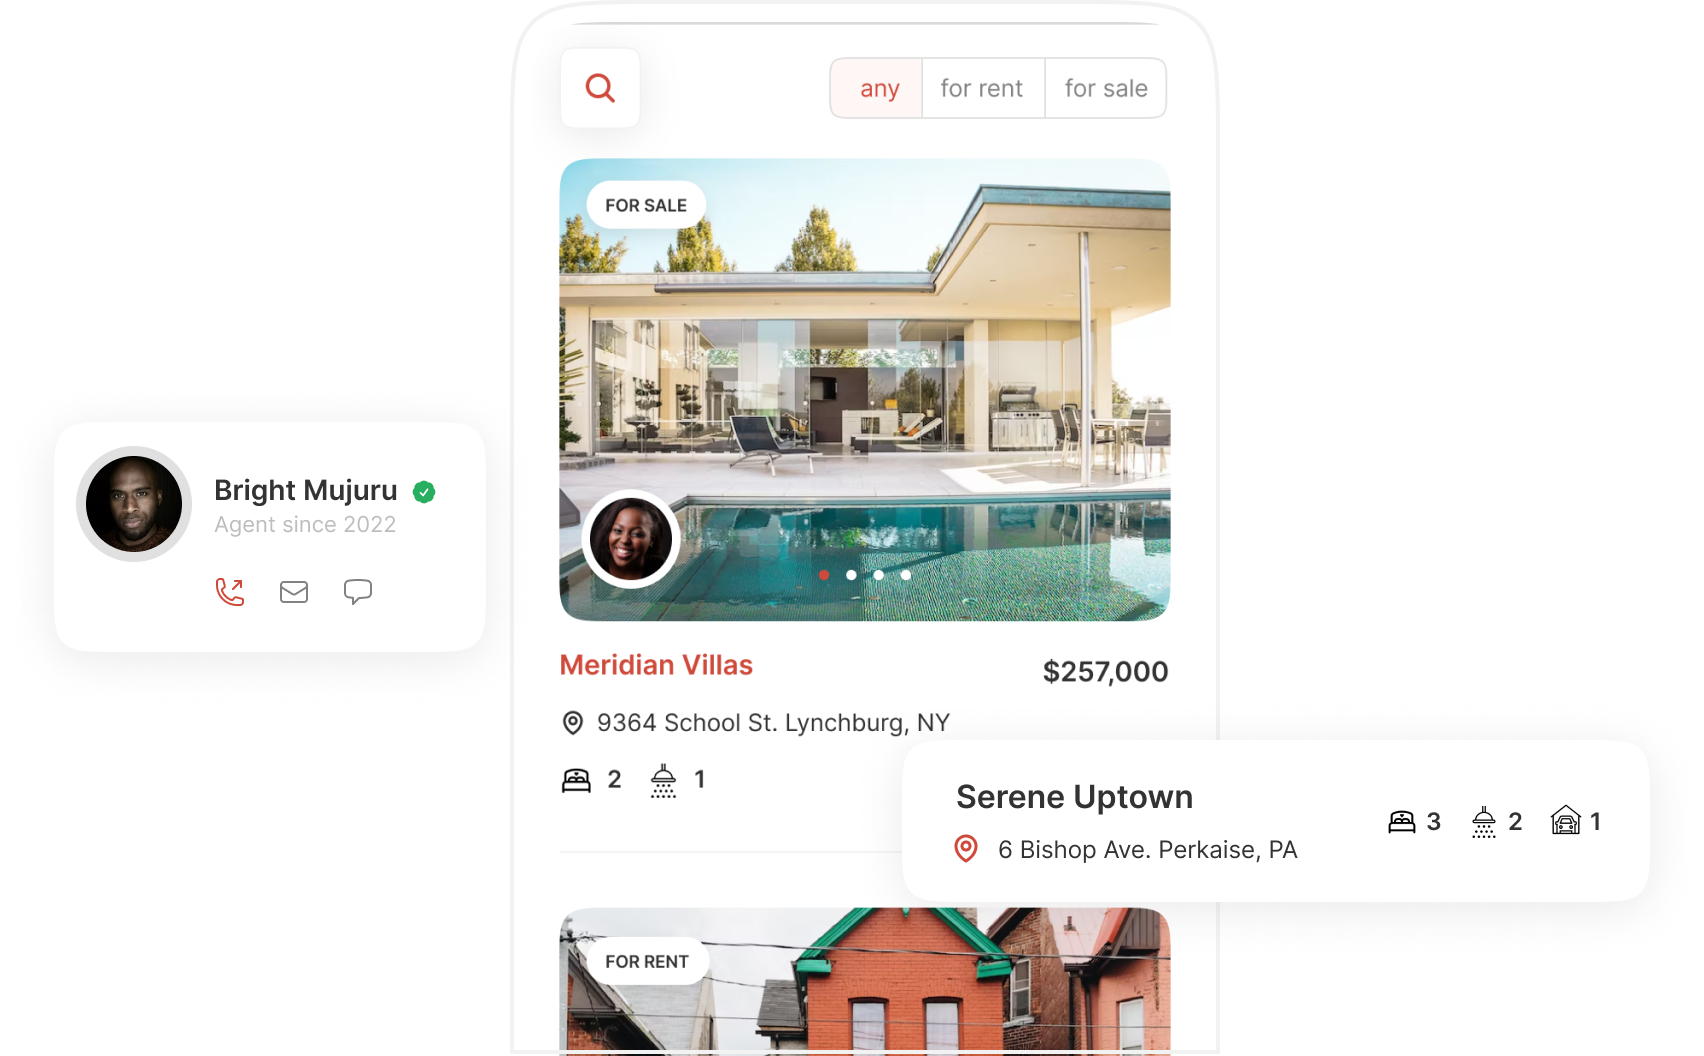 any
for rent
for sale
FOR SALE
Bright Mujuru
Agent since 2022
Meridian Villas
$257,000
9364 School St. Lynchburg, NY
2
1
Serene Uptown
3
2
1
6 Bishop Ave. Perkaise, PA
FOR RENT